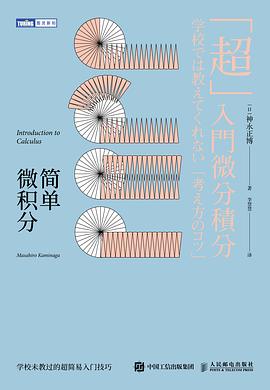 TURING
图灵新知
「超」入門微分積分
学校では教えてくれない「考え方のコツ」
[日] 神永正博
著
李慧慧
译
Introduction to
Calculus
简单
微积分
Masahiro Kaminaga
学校未教过的超简易入门技巧
中国工信出版集团
人民邮电出版社
POSTS & TELECOM PRESS